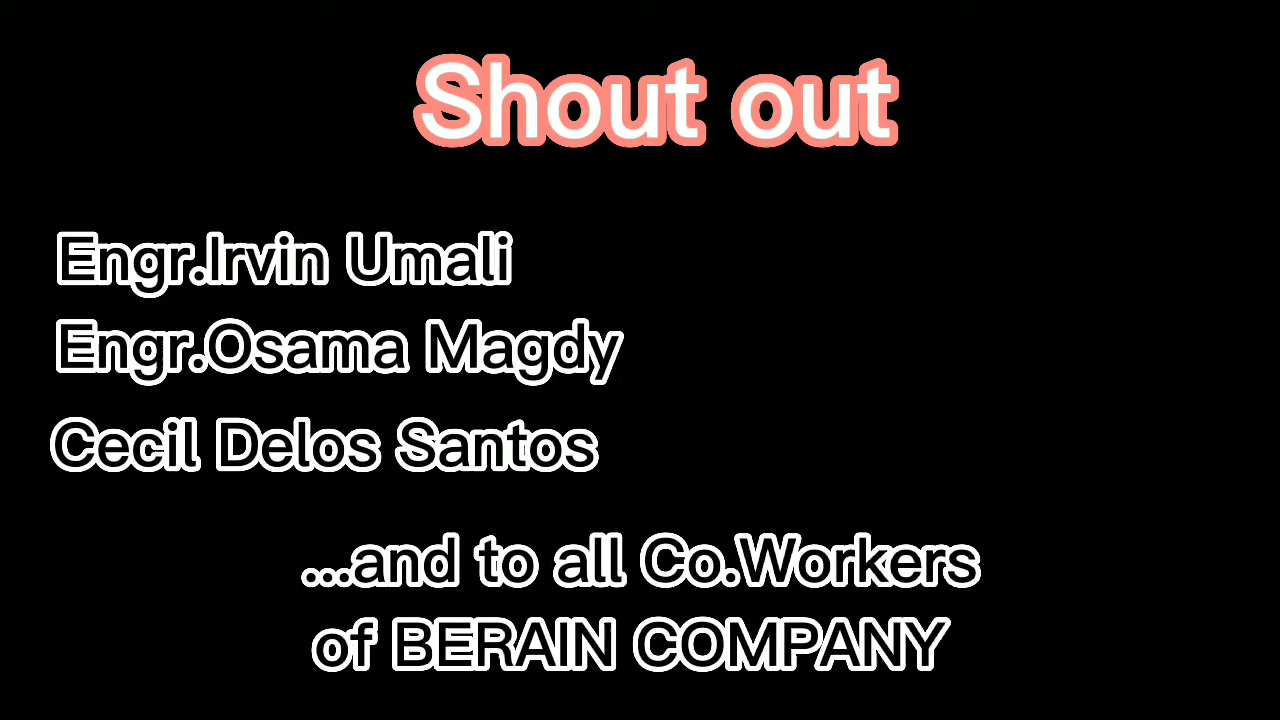 Shout out
Engr.Irvin Umali
Engr.Osama Magdy
Cecil Delos Santos
...and to all Co.Workers
of BERAIN COMPANY